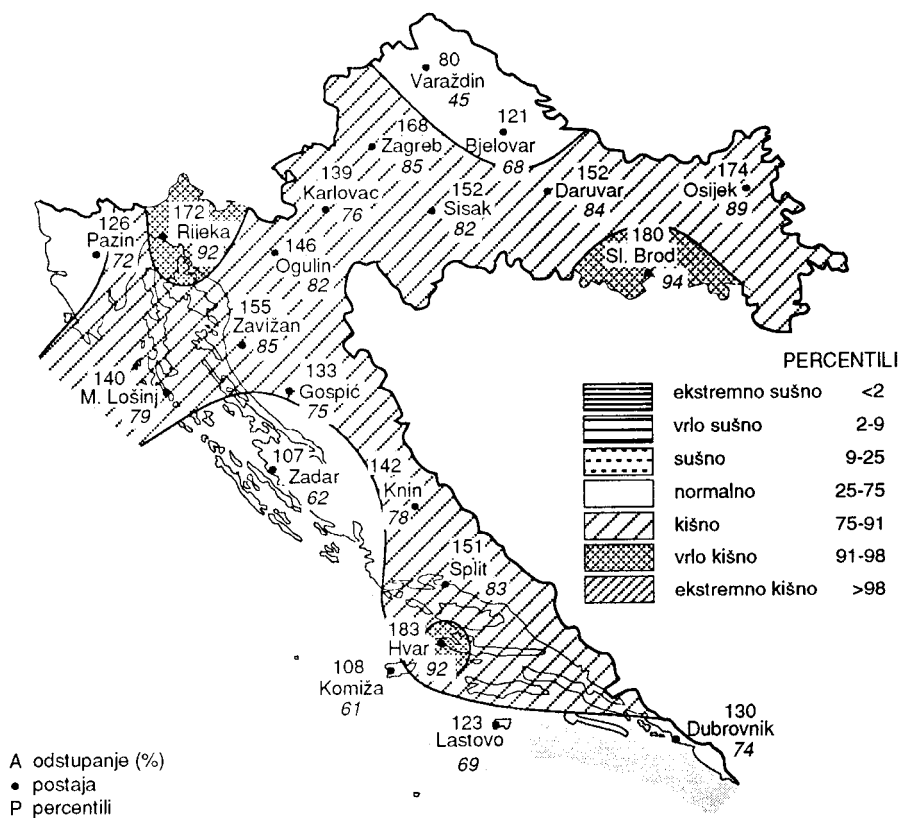 80
Varaždin
45
121
Bjelovar
68
168
Zagreb
85
139
Karlovac
76
152
Sisak
82
152
Daruvar
84
174
Osijek
89
180
Sl. Brod
94
126
Pazin
72
172
Rijeka
92
146
Ogulin
82
155
Zavižan
85
140
M. Lošinj
79
133
Gospić
75
107
Zadar
62
142
Knin
78
151
Split
83
183
Hvar
92
108
Komiža
61
123
Lastovo
69
130
Dubrovnik
74
PERCENTILI
ekstremno sušno <2
vrlo sušno 2-9
sušno 9-25
normalno 25-75
kišno 75-91
vrlo kišno 91-98
ekstremno kišno >98
A odstupanje (%)
• postaja
P percentili